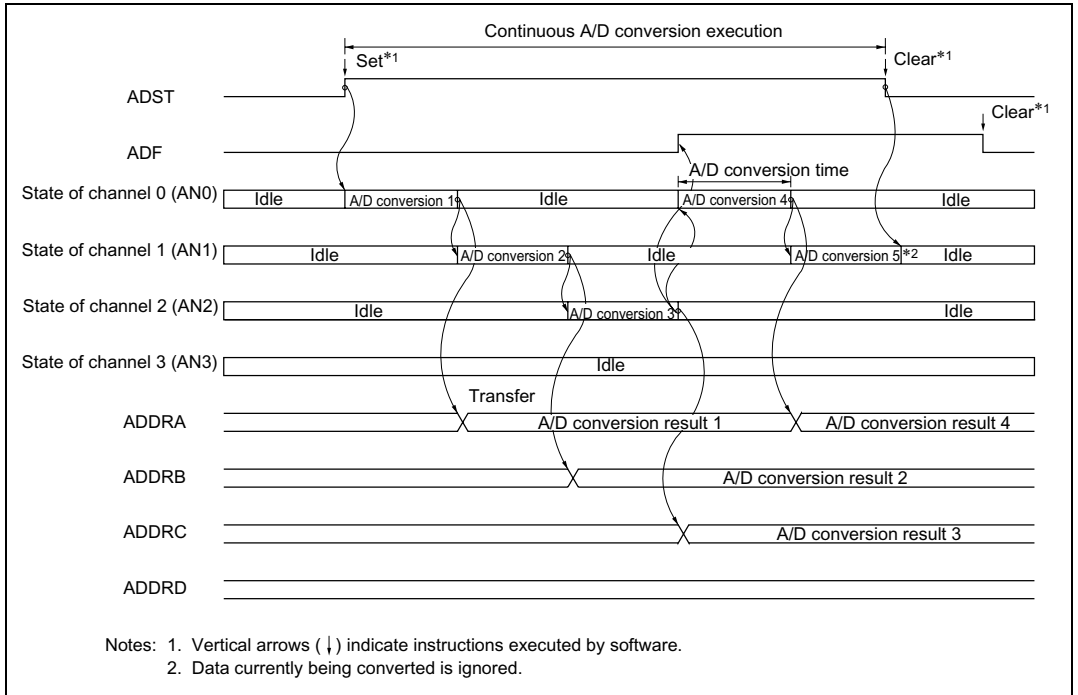 Continuous A/D conversion execution
Set*1
Clear*1
ADST
Clear*1
ADF
A/D conversion time
State of channel 0 (AN0)
Idle
A/D conversion 1
Idle
A/D conversion 4
Idle
State of channel 1 (AN1)
Idle
A/D conversion 2
Idle
A/D conversion 5
*2
Idle
State of channel 2 (AN2)
Idle
A/D conversion 3
Idle
State of channel 3 (AN3)
Idle
Transfer
ADDRA
A/D conversion result 1
A/D conversion result 4
ADDRB
A/D conversion result 2
ADDRC
A/D conversion result 3
ADDRD
Notes: 1. Vertical arrows (↓) indicate instructions executed by software.
2. Data currently being converted is ignored.